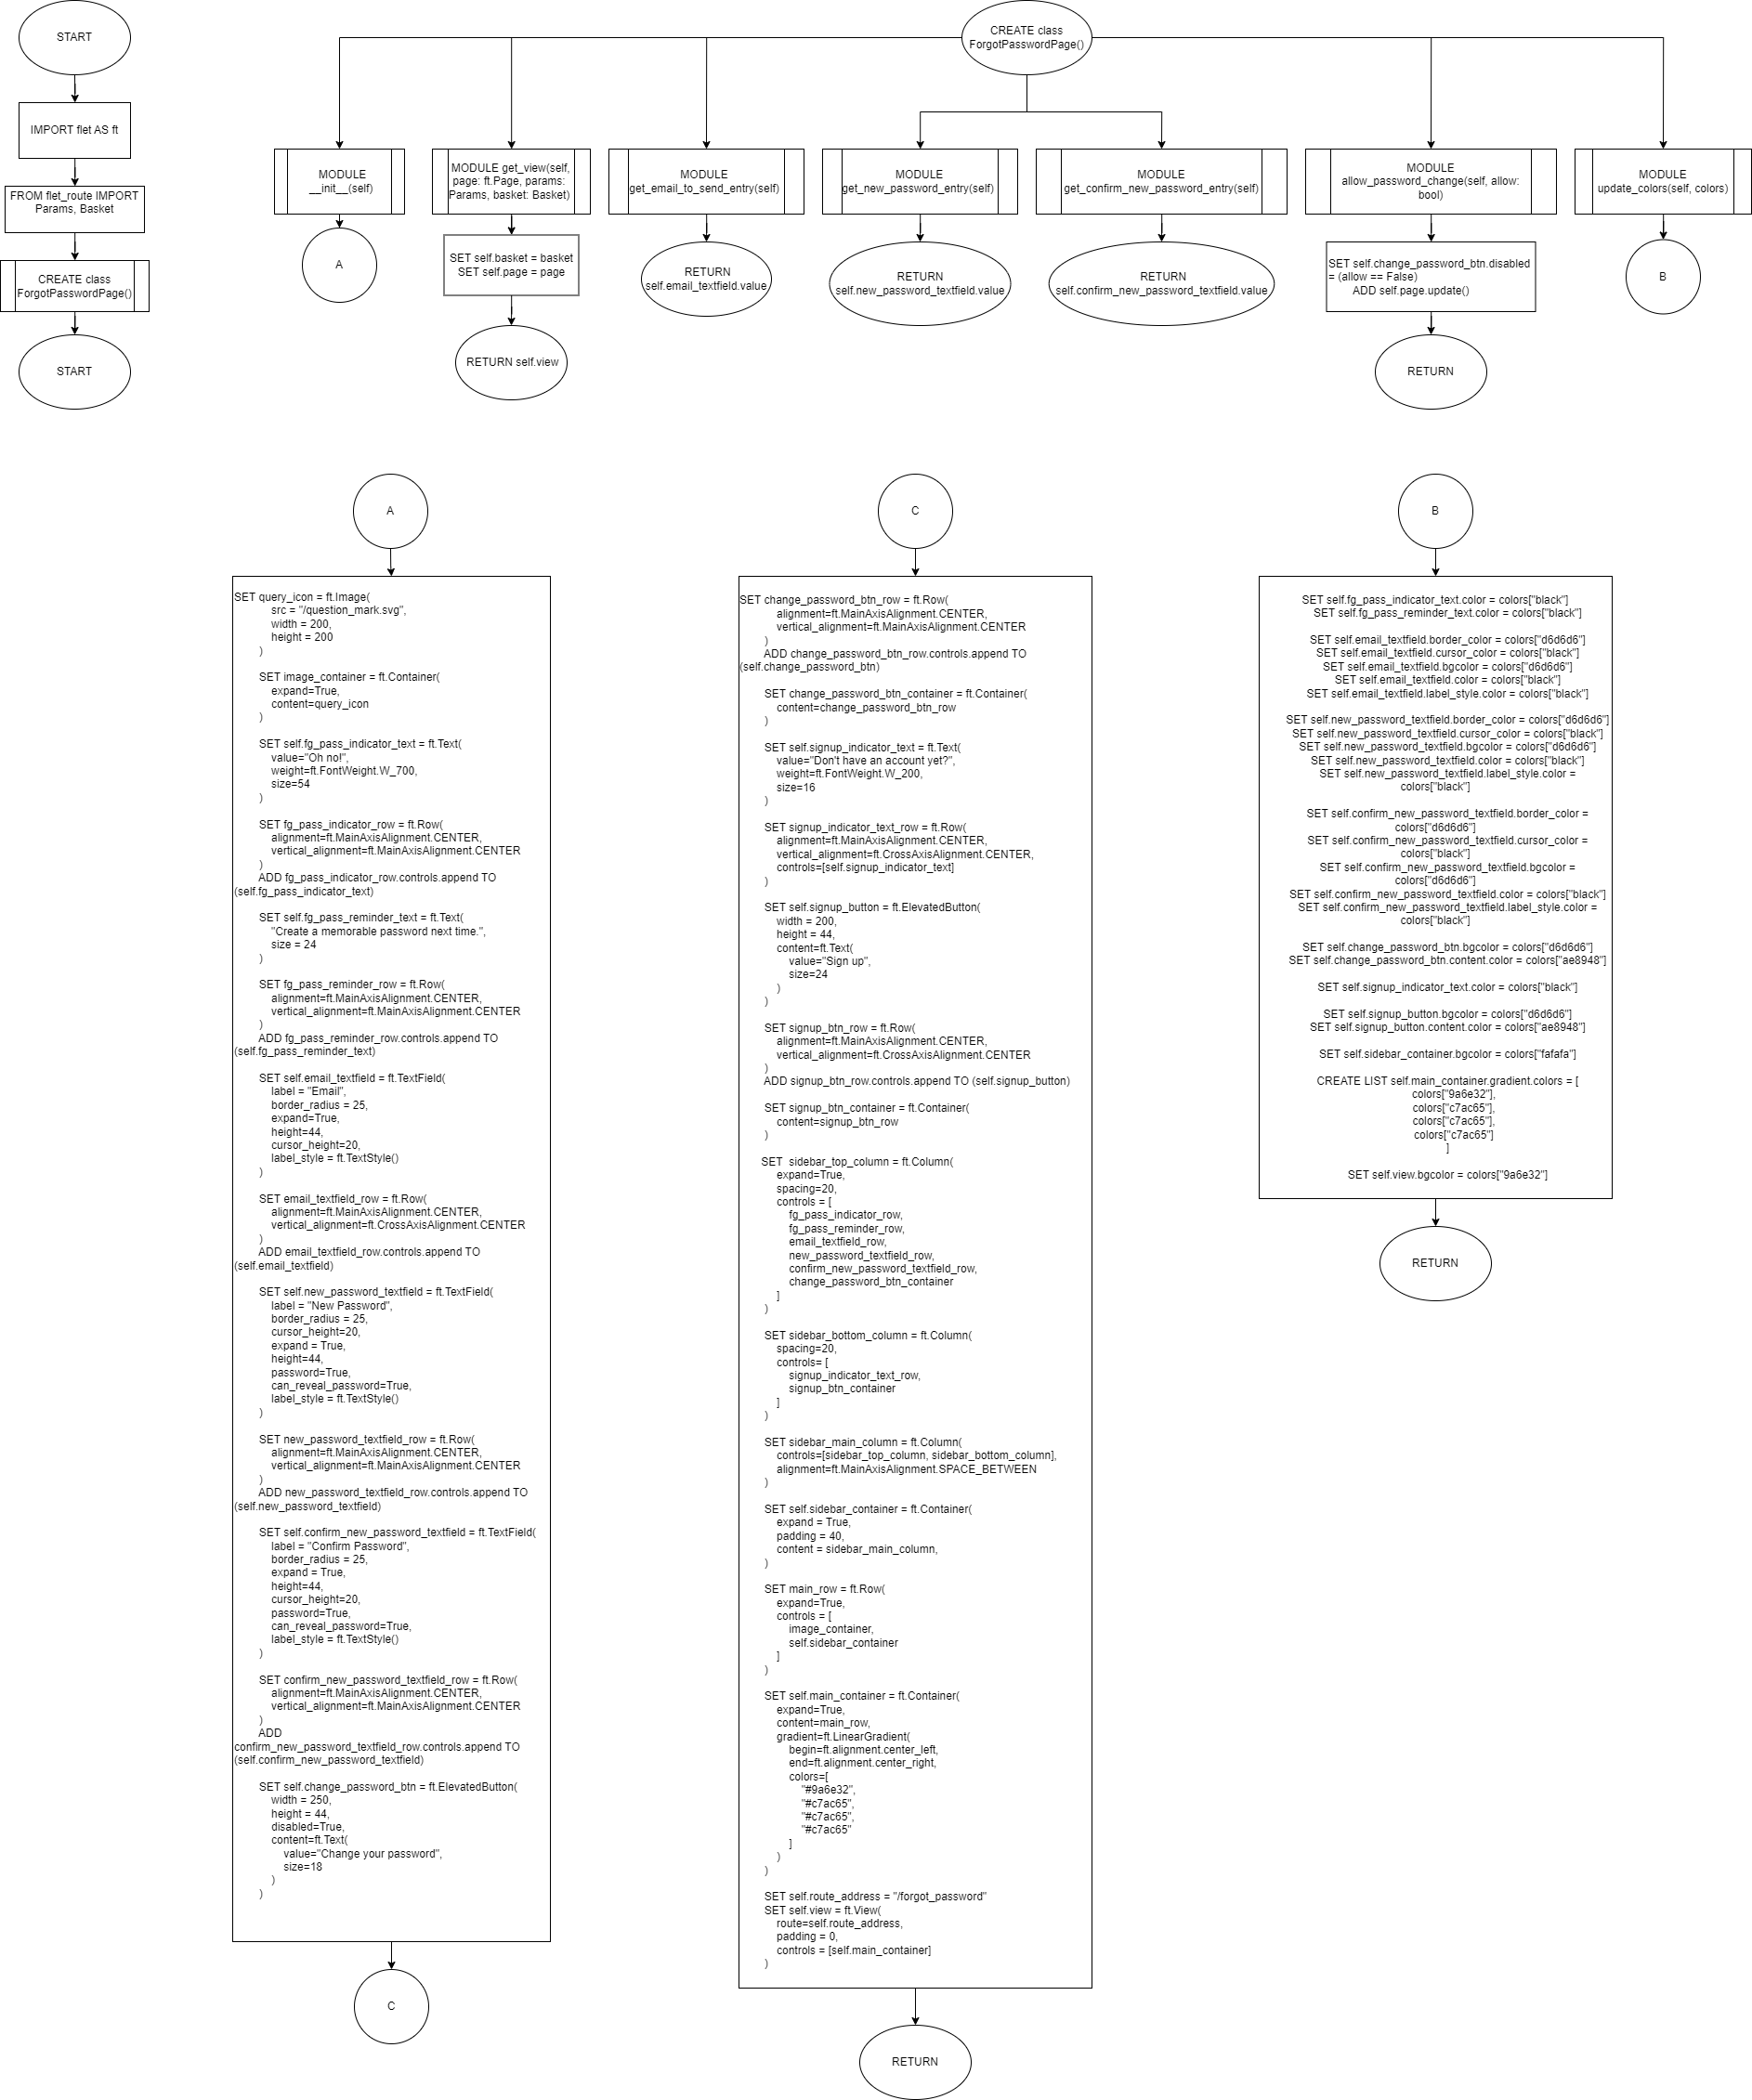 START
IMPORT flet AS ft
FROM flet_route IMPORT
Params, Basket
CREATE class
ForgotPasswordPage()
START
CREATE class
ForgotPasswordPage()
MODULE
__init__(self)
A
MODULE get_view(self,
page: ft.Page, params:
Params, basket: Basket)
SET self.basket = basket
SET self.page = page
RETURN self.view
MODULE
get_email_to_send_entry(self)
RETURN
self.email_textfield.value
MODULE
get_new_password_entry(self)
RETURN
self.new_password_textfield.value
MODULE
get_confirm_new_password_entry(self)
RETURN
self.confirm_new_password_textfield.value
MODULE
allow_password_change(self, allow:
bool)
SET self.change_password_btn.disabled
= (allow == False)
ADD self.page.update()
RETURN
MODULE
update_colors(self, colors)
B
A
SET query_icon = ft.Image(
src = "/question_mark.svg",
width = 200,
height = 200
)
SET image_container = ft.Container(
expand=True,
content=query_icon
)
SET self.fg_pass_indicator_text = ft.Text(
value="Oh no!",
weight=ft.FontWeight.W_700,
size=54
)
SET fg_pass_indicator_row = ft.Row(
alignment=ft.MainAxisAlignment.CENTER,
vertical_alignment=ft.MainAxisAlignment.CENTER
)
ADD fg_pass_indicator_row.controls.append TO
(self.fg_pass_indicator_text)
SET self.fg_pass_reminder_text = ft.Text(
"Create a memorable password next time.",
size = 24
)
SET fg_pass_reminder_row = ft.Row(
alignment=ft.MainAxisAlignment.CENTER,
vertical_alignment=ft.MainAxisAlignment.CENTER
)
ADD fg_pass_reminder_row.controls.append TO
(self.fg_pass_reminder_text)
SET self.email_textfield = ft.TextField(
label = "Email",
border_radius = 25,
expand=True,
height=44,
cursor_height=20,
label_style = ft.TextStyle()
)
SET email_textfield_row = ft.Row(
alignment=ft.MainAxisAlignment.CENTER,
vertical_alignment=ft.CrossAxisAlignment.CENTER
)
ADD email_textfield_row.controls.append TO
(self.email_textfield)
SET self.new_password_textfield = ft.TextField(
label = "New Password",
border_radius = 25,
cursor_height=20,
expand = True,
height=44,
password=True,
can_reveal_password=True,
label_style = ft.TextStyle()
)
SET new_password_textfield_row = ft.Row(
alignment=ft.MainAxisAlignment.CENTER,
vertical_alignment=ft.MainAxisAlignment.CENTER
)
ADD new_password_textfield_row.controls.append TO
(self.new_password_textfield)
SET self.confirm_new_password_textfield = ft.TextField(
label = "Confirm Password",
border_radius = 25,
expand = True,
height=44,
cursor_height=20,
password=True,
can_reveal_password=True,
label_style = ft.TextStyle()
)
SET confirm_new_password_textfield_row = ft.Row(
alignment=ft.MainAxisAlignment.CENTER,
vertical_alignment=ft.MainAxisAlignment.CENTER
)
ADD
confirm_new_password_textfield_row.controls.append TO
(self.confirm_new_password_textfield)
SET self.change_password_btn = ft.ElevatedButton(
width = 250,
height = 44,
disabled=True,
content=ft.Text(
value="Change your password",
size=18
)
)
C
C
SET change_password_btn_row = ft.Row(
alignment=ft.MainAxisAlignment.CENTER,
vertical_alignment=ft.MainAxisAlignment.CENTER
)
ADD change_password_btn_row.controls.append TO
(self.change_password_btn)
SET change_password_btn_container = ft.Container(
content=change_password_btn_row
)
SET self.signup_indicator_text = ft.Text(
value="Don't have an account yet?",
weight=ft.FontWeight.W_200,
size=16
)
SET signup_indicator_text_row = ft.Row(
alignment=ft.MainAxisAlignment.CENTER,
vertical_alignment=ft.CrossAxisAlignment.CENTER,
controls=[self.signup_indicator_text]
)
SET self.signup_button = ft.ElevatedButton(
width = 200,
height = 44,
content=ft.Text(
value="Sign up",
size=24
)
)
SET signup_btn_row = ft.Row(
alignment=ft.MainAxisAlignment.CENTER,
vertical_alignment=ft.CrossAxisAlignment.CENTER
)
ADD signup_btn_row.controls.append TO (self.signup_button)
SET signup_btn_container = ft.Container(
content=signup_btn_row
)
SET  sidebar_top_column = ft.Column(
expand=True,
spacing=20,
controls = [
fg_pass_indicator_row,
fg_pass_reminder_row,
email_textfield_row,
new_password_textfield_row,
confirm_new_password_textfield_row,
change_password_btn_container
]
)
SET sidebar_bottom_column = ft.Column(
spacing=20,
controls= [
signup_indicator_text_row,
signup_btn_container
]
)
SET sidebar_main_column = ft.Column(
controls=[sidebar_top_column, sidebar_bottom_column],
alignment=ft.MainAxisAlignment.SPACE_BETWEEN
)
SET self.sidebar_container = ft.Container(
expand = True,
padding = 40,
content = sidebar_main_column,
)
SET main_row = ft.Row(
expand=True,
controls = [
image_container,
self.sidebar_container
]
)
SET self.main_container = ft.Container(
expand=True,
content=main_row,
gradient=ft.LinearGradient(
begin=ft.alignment.center_left,
end=ft.alignment.center_right,
colors=[
"#9a6e32",
"#c7ac65",
"#c7ac65",
"#c7ac65"
]
)
)
SET self.route_address = "/forgot_password"
SET self.view = ft.View(
route=self.route_address,
padding = 0,
controls = [self.main_container]
)
RETURN
B
SET self.fg_pass_indicator_text.color = colors["black"]
SET self.fg_pass_reminder_text.color = colors["black"]
SET self.email_textfield.border_color = colors["d6d6d6"]
SET self.email_textfield.cursor_color = colors["black"]
SET self.email_textfield.bgcolor = colors["d6d6d6"]
SET self.email_textfield.color = colors["black"]
SET self.email_textfield.label_style.color = colors["black"]
SET self.new_password_textfield.border_color = colors["d6d6d6"]
SET self.new_password_textfield.cursor_color = colors["black"]
SET self.new_password_textfield.bgcolor = colors["d6d6d6"]
SET self.new_password_textfield.color = colors["black"]
SET self.new_password_textfield.label_style.color =
colors["black"]
SET self.confirm_new_password_textfield.border_color =
colors["d6d6d6"]
SET self.confirm_new_password_textfield.cursor_color =
colors["black"]
SET self.confirm_new_password_textfield.bgcolor =
colors["d6d6d6"]
SET self.confirm_new_password_textfield.color = colors["black"]
SET self.confirm_new_password_textfield.label_style.color =
colors["black"]
SET self.change_password_btn.bgcolor = colors["d6d6d6"]
SET self.change_password_btn.content.color = colors["ae8948"]
SET self.signup_indicator_text.color = colors["black"]
SET self.signup_button.bgcolor = colors["d6d6d6"]
SET self.signup_button.content.color = colors["ae8948"]
SET self.sidebar_container.bgcolor = colors["fafafa"]
CREATE LIST self.main_container.gradient.colors = [
colors["9a6e32"],
colors["c7ac65"],
colors["c7ac65"],
colors["c7ac65"]
]
SET self.view.bgcolor = colors["9a6e32"]
RETURN